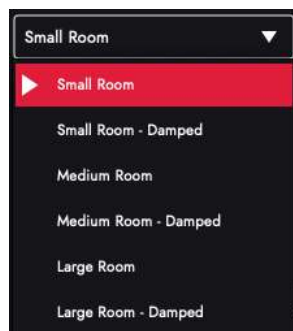 Small Room
Small Room
Small Room - Damped
Medium Room
Medium Room - Damped
Large Room
Large Room - Damped